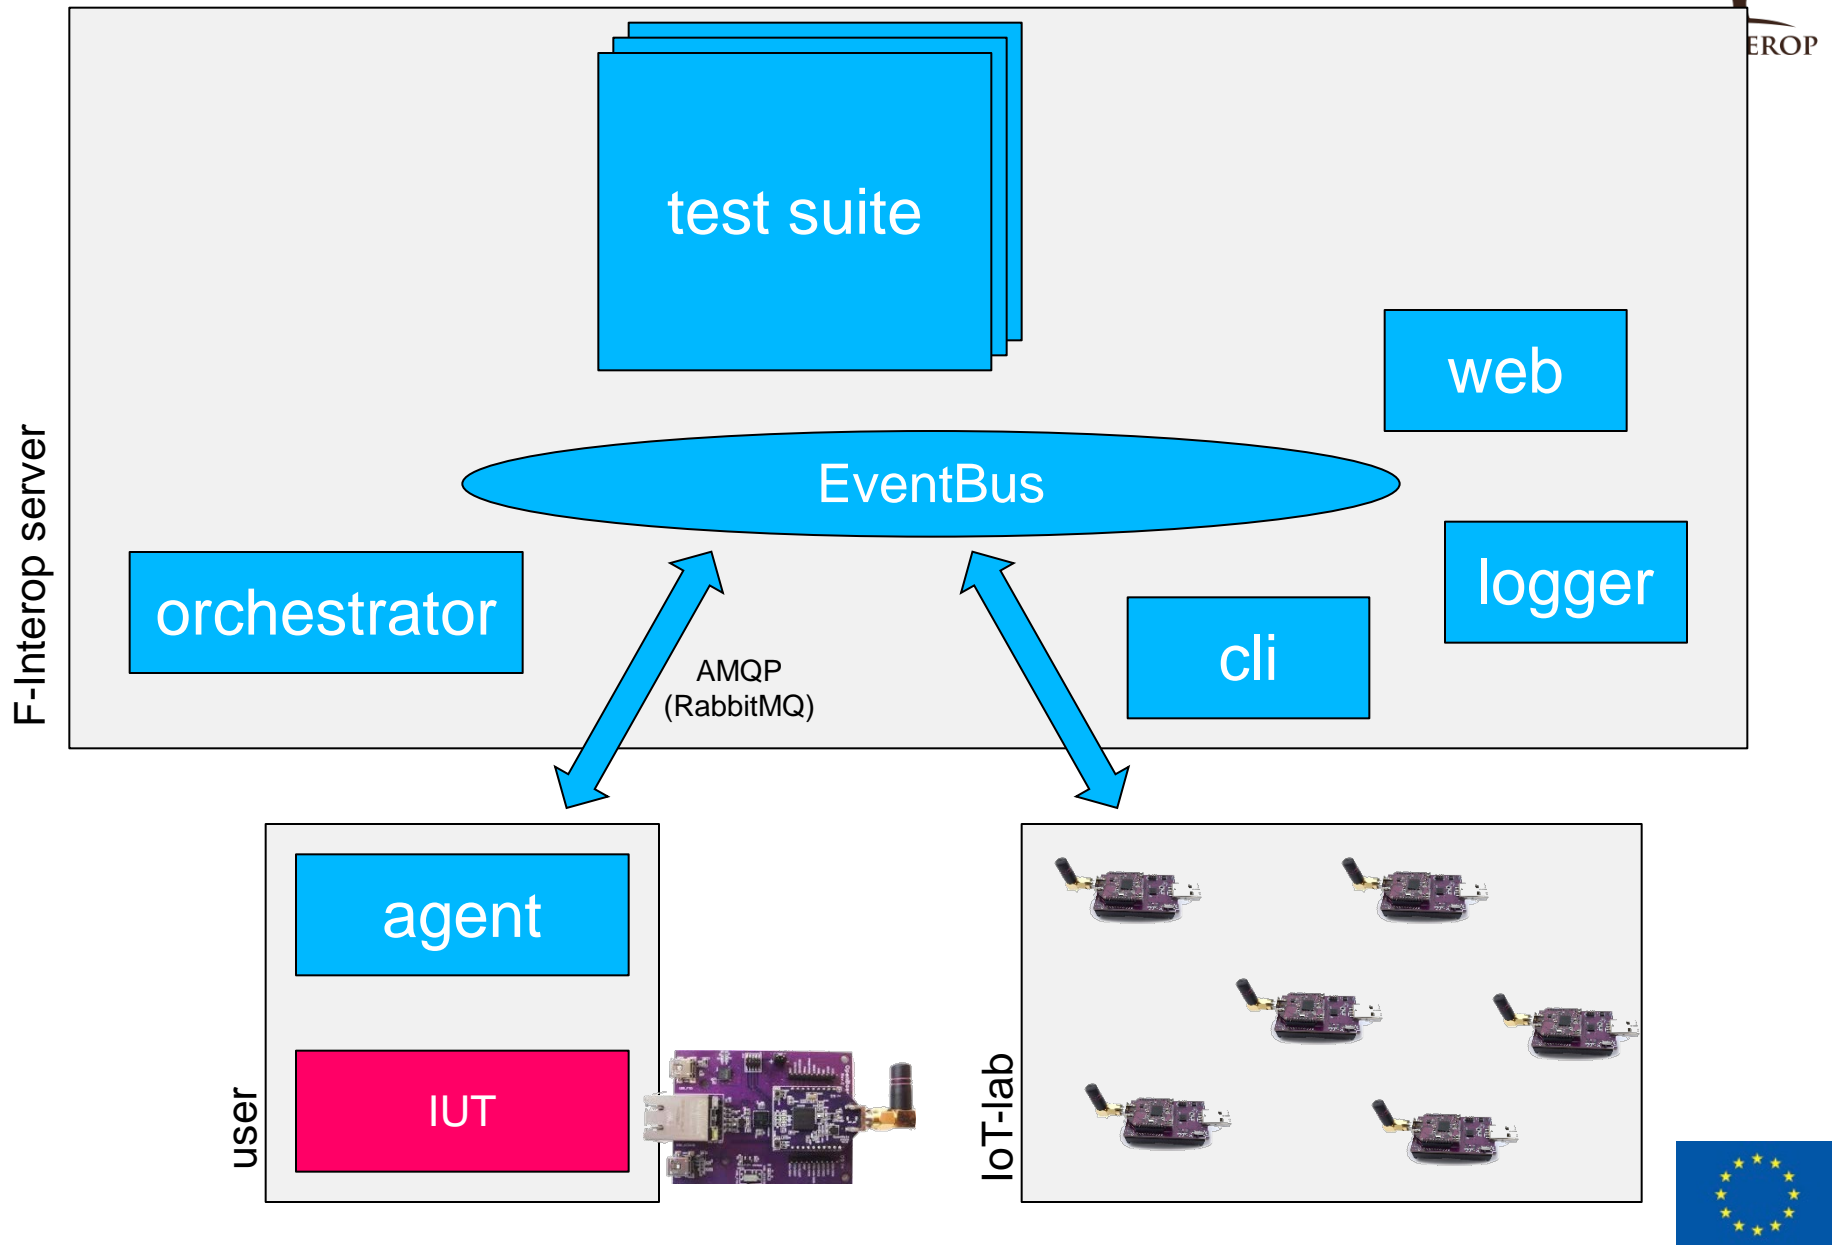 EROP
test suite
web
EventBus
F-Interop server
orchestrator
logger
cli
AMQP
(RabbitMQ)
agent
user
IUT
IoT-lab